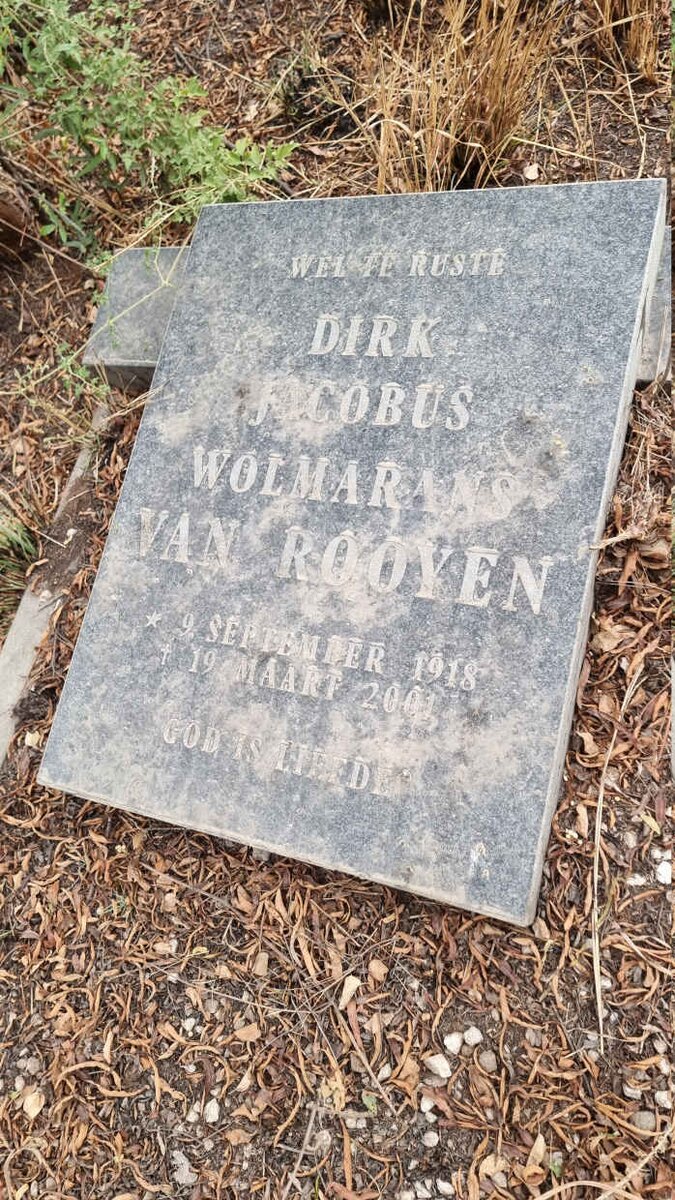 WEL TE RUSTE
DIRK
JACOBUS
WOLMARANS
VAN ROOYEN
★ 9 SEPTEMBER 1918
† 19 MAART 2001
GOD IS LIEFDE